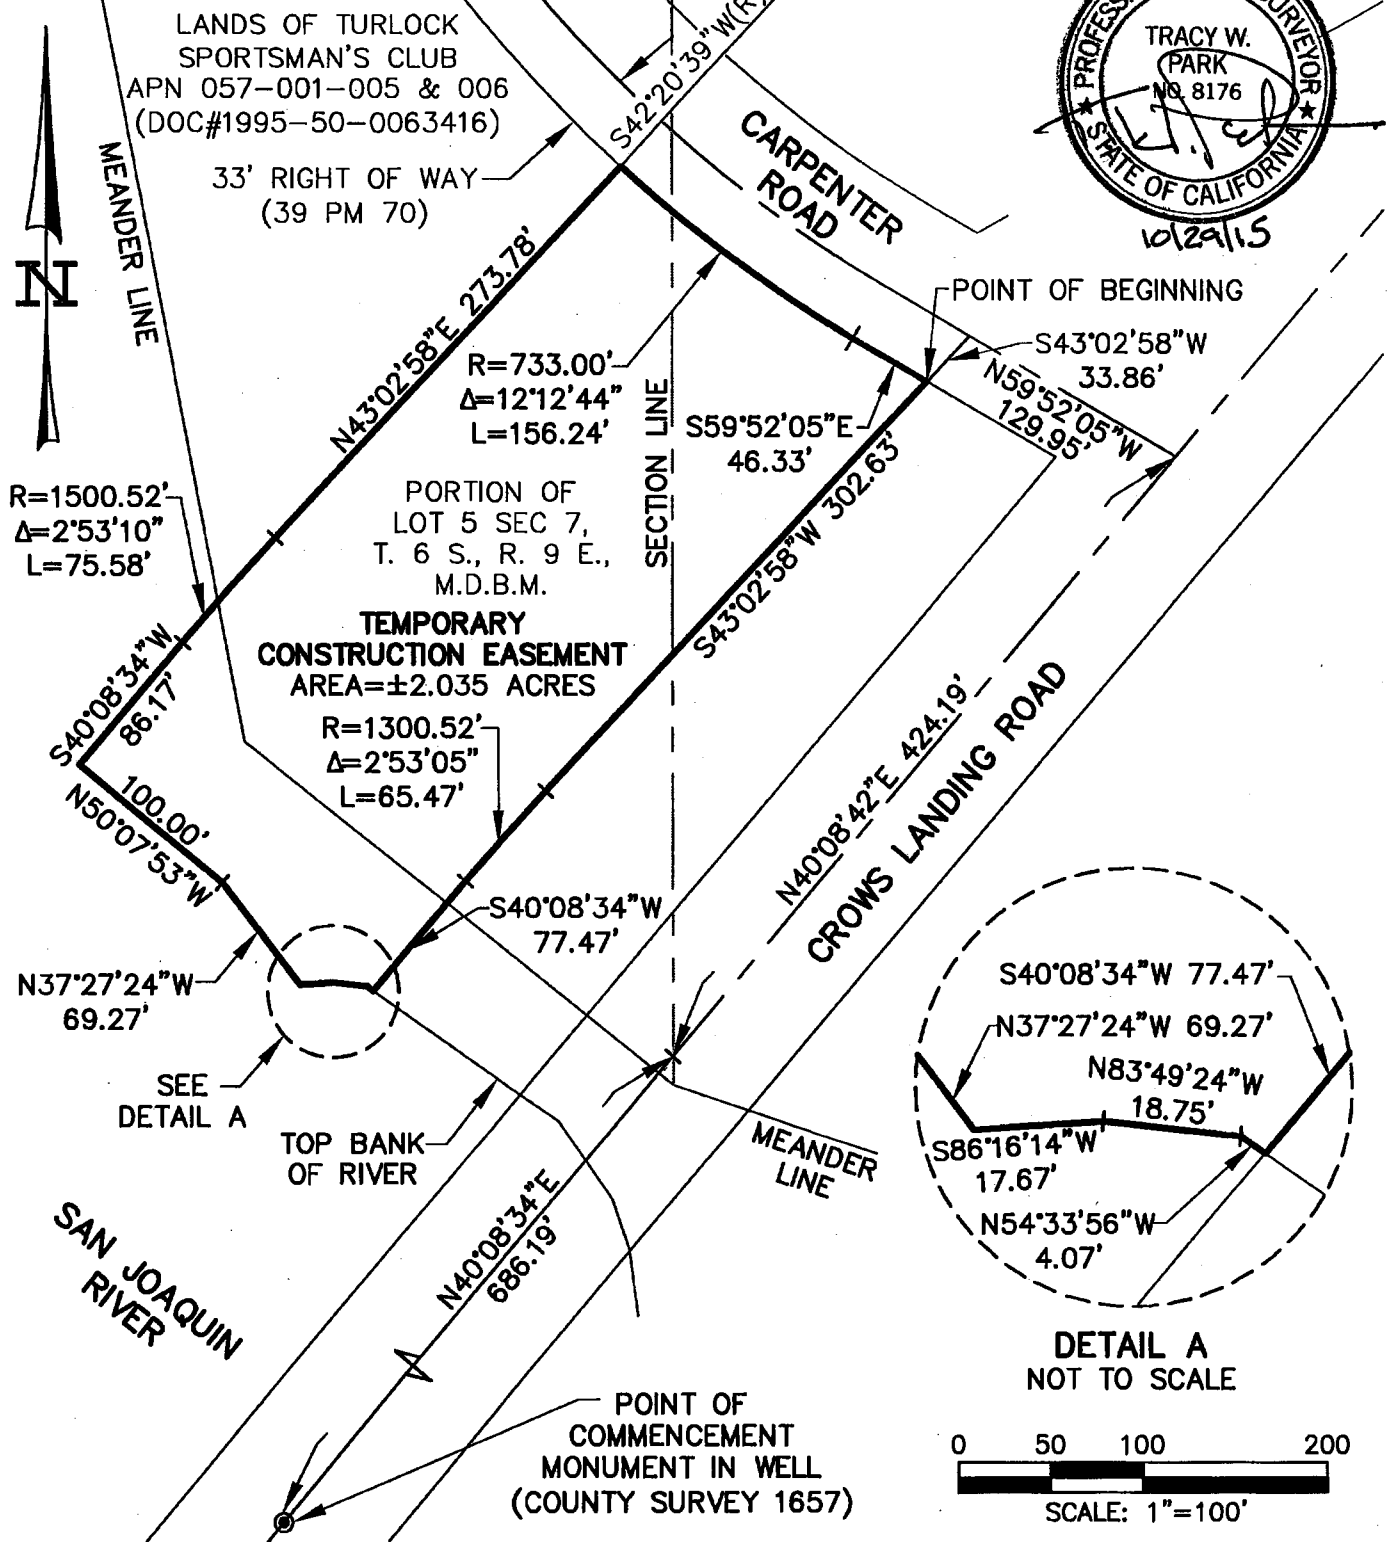 LANDS OF TURLOCK
SPORTSMAN'S CLUB
APN 057-001-005 & 006
(DOC#1995-50-0063416)
33' RIGHT OF WAY
(39 PM 70)
S42°20'39"W(R)
TRACY W.
PARK
NO. 8176
STATE OF CALIFORNIA
10/29/15
MEANDER LINE
N
CARPENTER
ROAD
POINT OF BEGINNING
S43°02'58"W
33.86'
N59°52'05"W
129.95'
N43°02'58"E 273.78'
R=733.00'
Δ=12°12'44"
L=156.24'
SECTION LINE
S59°52'05"E
46.33'
S43°02'58"W 302.63'
R=1500.52'
Δ=2°53'10"
L=75.58'
PORTION OF
LOT 5 SEC 7,
T. 6 S., R. 9 E.,
M.D.B.M.
TEMPORARY
CONSTRUCTION EASEMENT
AREA=±2.035 ACRES
S40°08'34"W
86.17'
R=1300.52'
Δ=2°53'05"
L=65.47'
100.00'
N50°07'53"W
N40°08'42"E 424.19'
CROWS LANDING ROAD
S40°08'34"W
77.47'
N37°27'24"W
69.27'
SEE
DETAIL A
TOP BANK
OF RIVER
MEANDER
LINE
SAN JOAQUIN
RIVER
N40°08'34"E
686.19'
S40°08'34"W 77.47'
N37°27'24"W 69.27'
N83°49'24"W
18.75'
S86°16'14"W
17.67'
N54°33'56"W
4.07'
DETAIL A
NOT TO SCALE
POINT OF
COMMENCEMENT
MONUMENT IN WELL
(COUNTY SURVEY 1657)
0 50 100 200
SCALE: 1"=100'